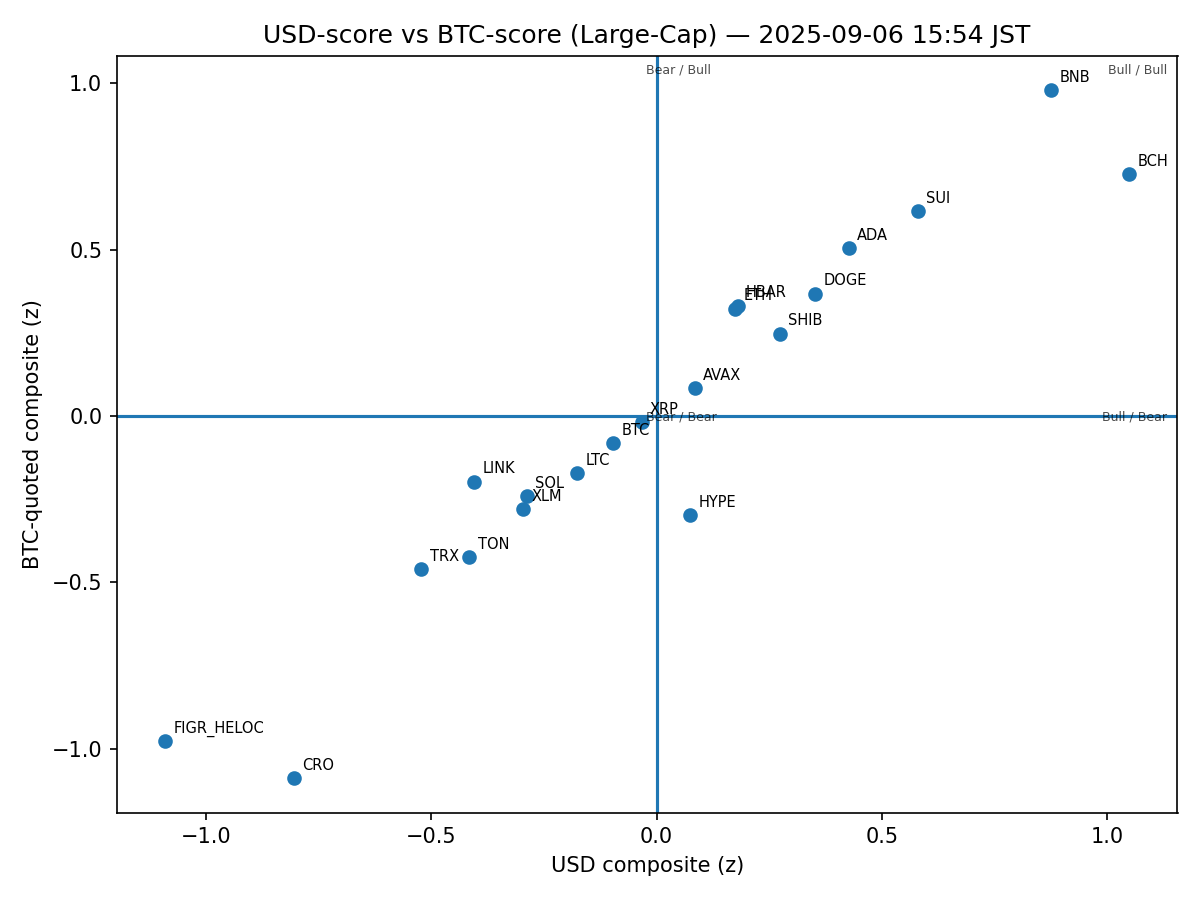 USD-score vs BTC-score (Large-Cap) — 2025-09-06 15:54 JST
Bear / Bull
Bull / Bull
BNB
BCH
SUI
ADA
DOGE
HBAR
ETH
SHIB
AVAX
XRP
Bear / Bear
Bull / Bear
BTC
LTC
LINK
SOL
XLM
HYPE
TON
TRX
FIGR_HELOC
CRO
1.0
0.5
0.0
−0.5
−1.0
BTC-quoted composite (z)
−1.0
−0.5
0.0
0.5
1.0
USD composite (z)